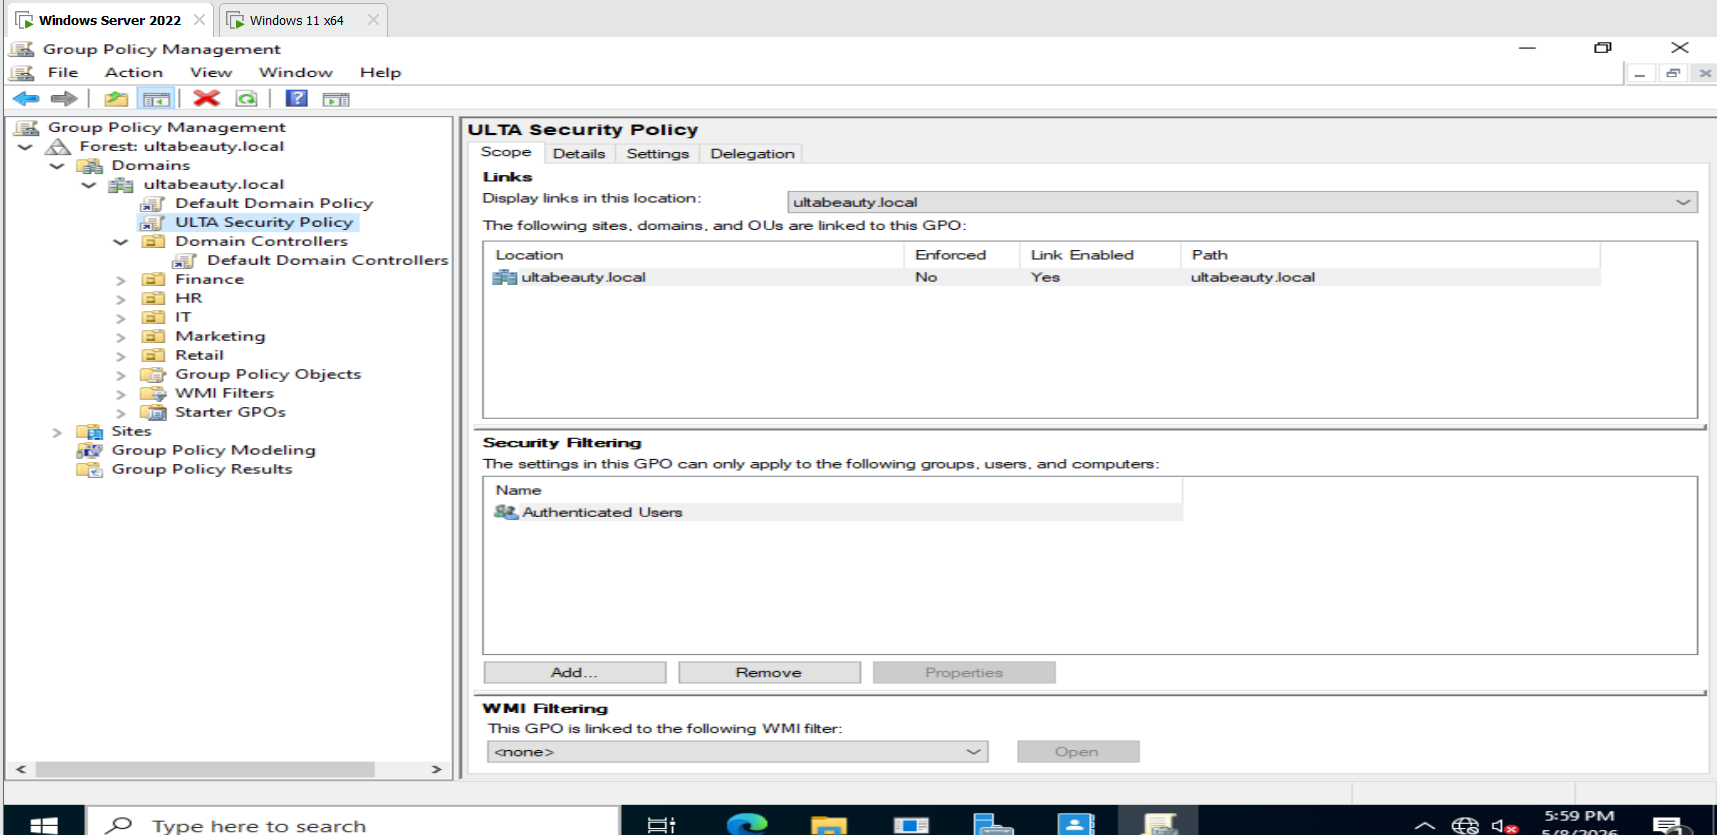 Windows Server 2022
Windows 11 x64
Group Policy Management
File Action View Window Help
Group Policy Management
Forest: ultabeauty.local
Domains
ultabeauty.local
Default Domain Policy
ULTA Security Policy
Domain Controllers
Default Domain Controllers
Finance
HR
IT
Marketing
Retail
Group Policy Objects
WMI Filters
Starter GPOs
Sites
Group Policy Modeling
Group Policy Results
ULTA Security Policy
Scope Details Settings Delegation
Links
Display links in this location: ultabeauty.local
The following sites, domains, and OUs are linked to this GPO:
Location Enforced Link Enabled Path
ultabeauty.local No Yes ultabeauty.local
Security Filtering
The settings in this GPO can only apply to the following groups, users, and computers:
Name
Authenticated Users
Add... Remove Properties
WMI Filtering
This GPO is linked to the following WMI filter:
<none> Open
Type here to search
5:59 PM
5/8/2026